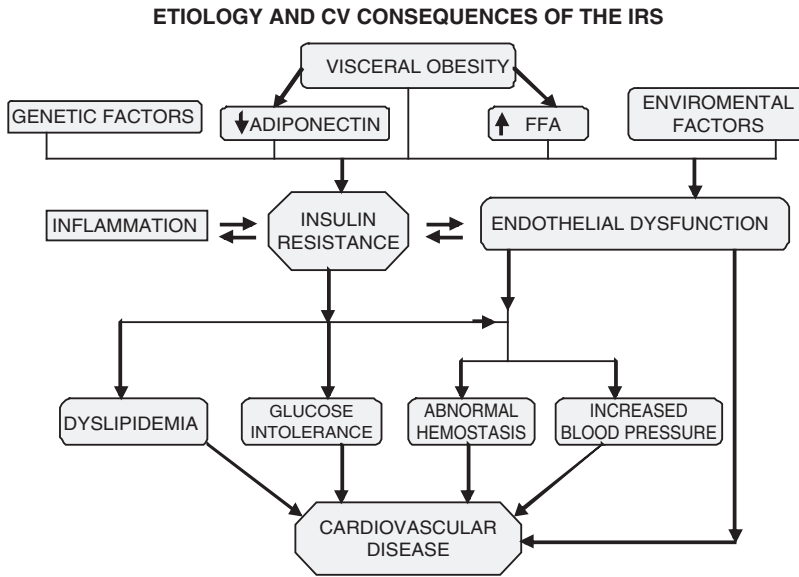 ETIOLOGY AND CV CONSEQUENCES OF THE IRS
VISCERAL OBESITY
GENETIC FACTORS
ADIPONECTIN
FFA
ENVIROMENTAL
FACTORS
INFLAMMATION
INSULIN
RESISTANCE
ENDOTHELIAL DYSFUNCTION
DYSLIPIDEMIA
GLUCOSE
INTOLERANCE
ABNORMAL
HEMOSTASIS
INCREASED
BLOOD PRESSURE
CARDIOVASCULAR
DISEASE